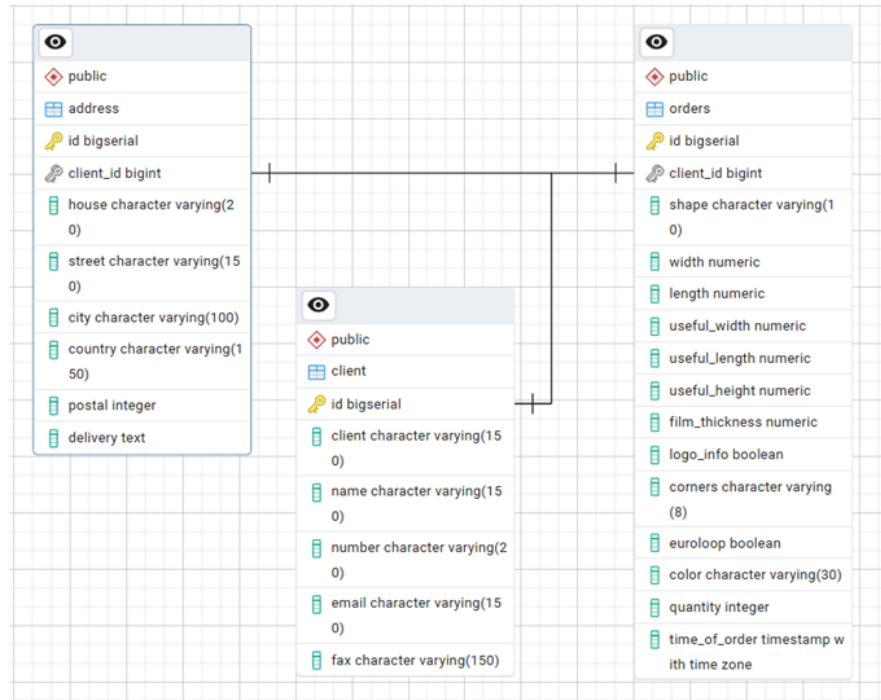 public
address
id bigserial
client_id bigint
house character varying(2
0)
street character varying(15
0)
city character varying(100)
country character varying(1
50)
postal integer
delivery text
public
client
id bigserial
client character varying(15
0)
name character varying(15
0)
number character varying(2
0)
email character varying(15
0)
fax character varying(150)
public
orders
id bigserial
client_id bigint
shape character varying(1
0)
width numeric
length numeric
useful_width numeric
useful_length numeric
useful_height numeric
film_thickness numeric
logo_info boolean
corners character varying
(8)
euroloop boolean
color character varying(30)
quantity integer
time_of_order timestamp w
ith time zone